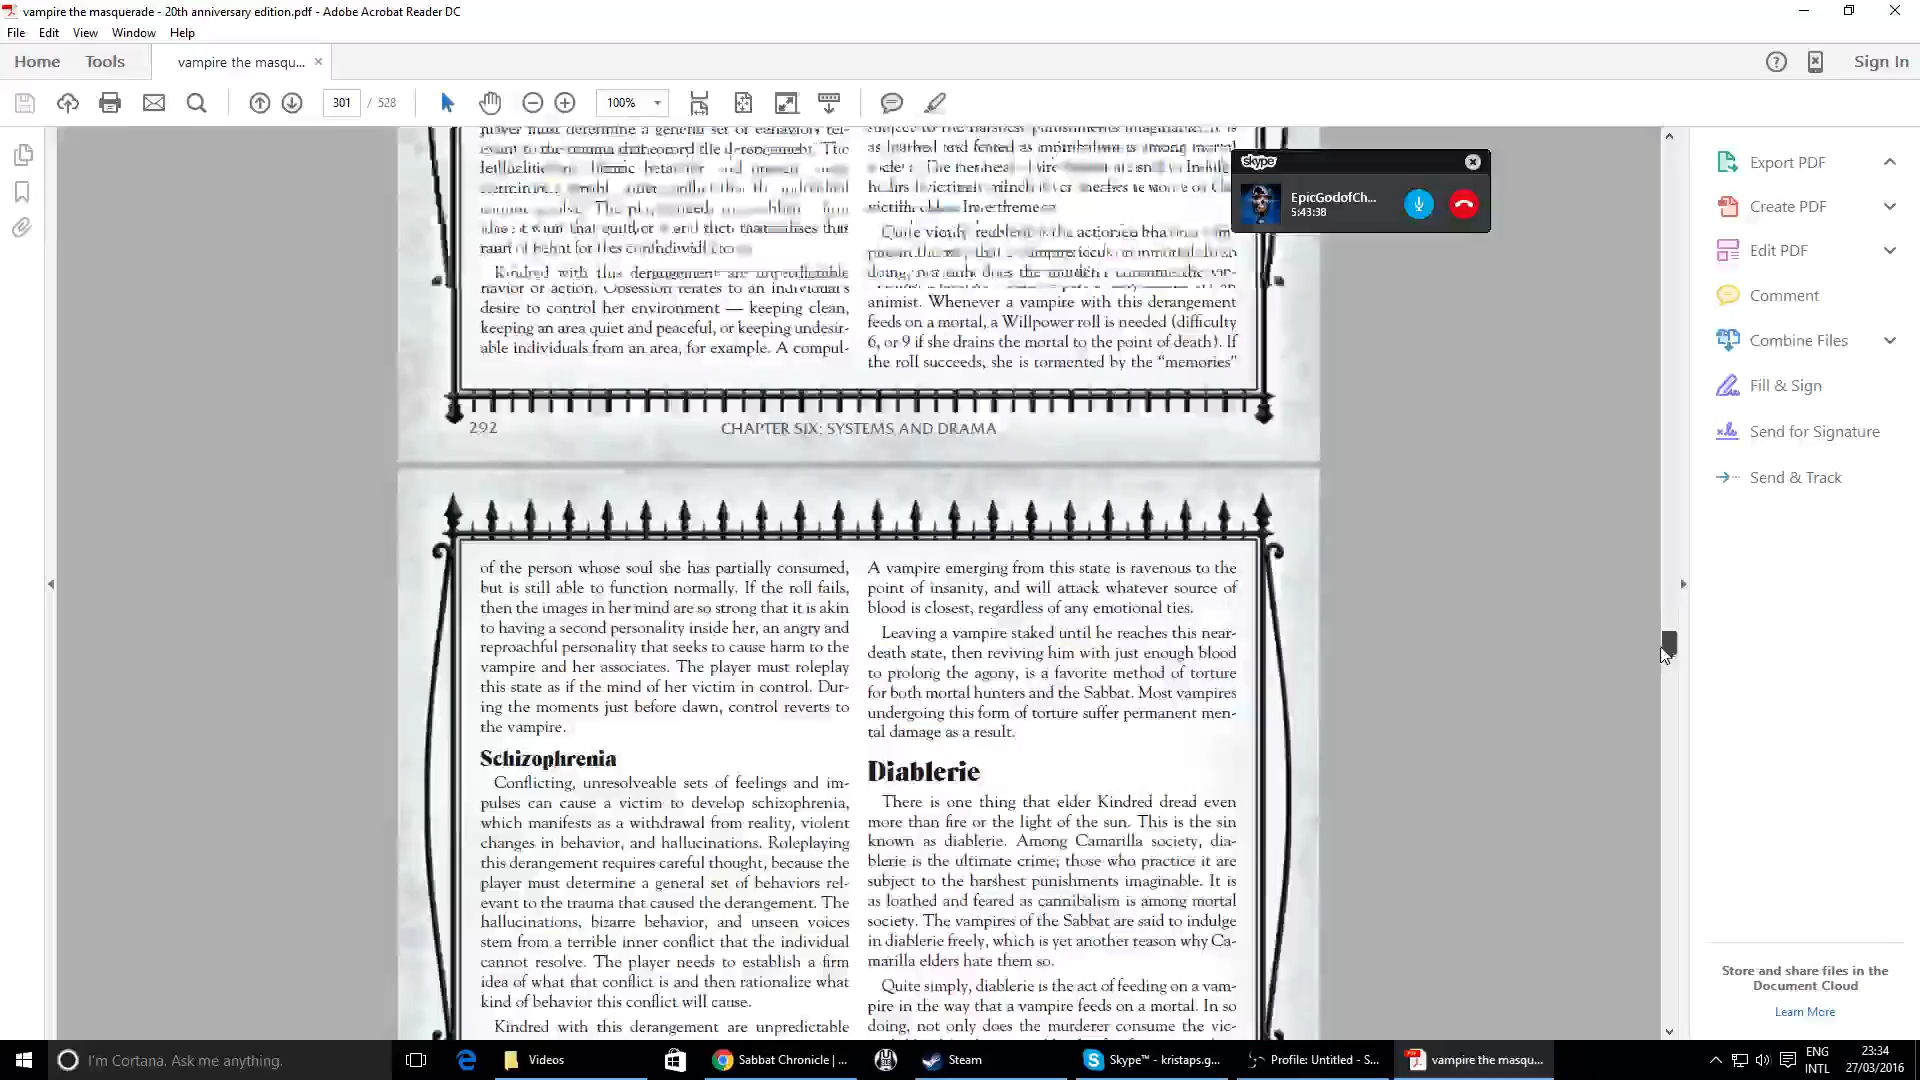 vampire the masquerade - 20th anniversary edition.pdf - Adobe Acrobat Reader DC
File Edit View Window Help
Home Tools vampire the masqu... × Sign In
301 / 528 100%
skype
EpicGodofCh...
5:43:38
Kindred with this derangement are unpredictable
havior or action. Obsession relates to an individual's
desire to control her environment — keeping clean,
keeping an area quiet and peaceful, or keeping undesir-
able individuals from an area, for example. A compul-
animist. Whenever a vampire with this derangement
feeds on a mortal, a Willpower roll is needed (difficulty
6, or 9 if she drains the mortal to the point of death). If
the roll succeeds, she is tormented by the “memories”
292 CHAPTER SIX: SYSTEMS AND DRAMA
of the person whose soul she has partially consumed,
but is still able to function normally. If the roll fails,
then the images in her mind are so strong that it is akin
to having a second personality inside her, an angry and
reproachful personality that seeks to cause harm to the
vampire and her associates. The player must roleplay
this state as if the mind of her victim in control. Dur-
ing the moments just before dawn, control reverts to
the vampire.
Schizophrenia
Conflicting, unresolveable sets of feelings and im-
pulses can cause a victim to develop schizophrenia,
which manifests as a withdrawal from reality, violent
changes in behavior, and hallucinations. Roleplaying
this derangement requires careful thought, because the
player must determine a general set of behaviors rel-
evant to the trauma that caused the derangement. The
hallucinations, bizarre behavior, and unseen voices
stem from a terrible inner conflict that the individual
cannot resolve. The player needs to establish a firm
idea of what that conflict is and then rationalize what
kind of behavior this conflict will cause.
Kindred with this derangement are unpredictable
A vampire emerging from this state is ravenous to the
point of insanity, and will attack whatever source of
blood is closest, regardless of any emotional ties.
Leaving a vampire staked until he reaches this near-
death state, then reviving him with just enough blood
to prolong the agony, is a favorite method of torture
for both mortal hunters and the Sabbat. Most vampires
undergoing this form of torture suffer permanent men-
tal damage as a result.
Diablerie
There is one thing that elder Kindred dread even
more than fire or the light of the sun. This is the sin
known as diablerie. Among Camarilla society, dia-
blerie is the ultimate crime; those who practice it are
subject to the harshest punishments imaginable. It is
as loathed and feared as cannibalism is among mortal
society. The vampires of the Sabbat are said to indulge
in diablerie freely, which is yet another reason why Ca-
marilla elders hate them so.
Quite simply, diablerie is the act of feeding on a vam-
pire in the way that a vampire feeds on a mortal. In so
doing, not only does the murderer consume the vic-
Export PDF
Create PDF
Edit PDF
Comment
Combine Files
Fill & Sign
Send for Signature
Send & Track
Store and share files in the
Document Cloud
Learn More
I'm Cortana. Ask me anything.
Videos
Sabbat Chronicle | ...
Steam
Skype™ - kristaps.g...
Profile: Untitled - S...
vampire the masqu...
ENG
INTL
23:34
27/03/2016